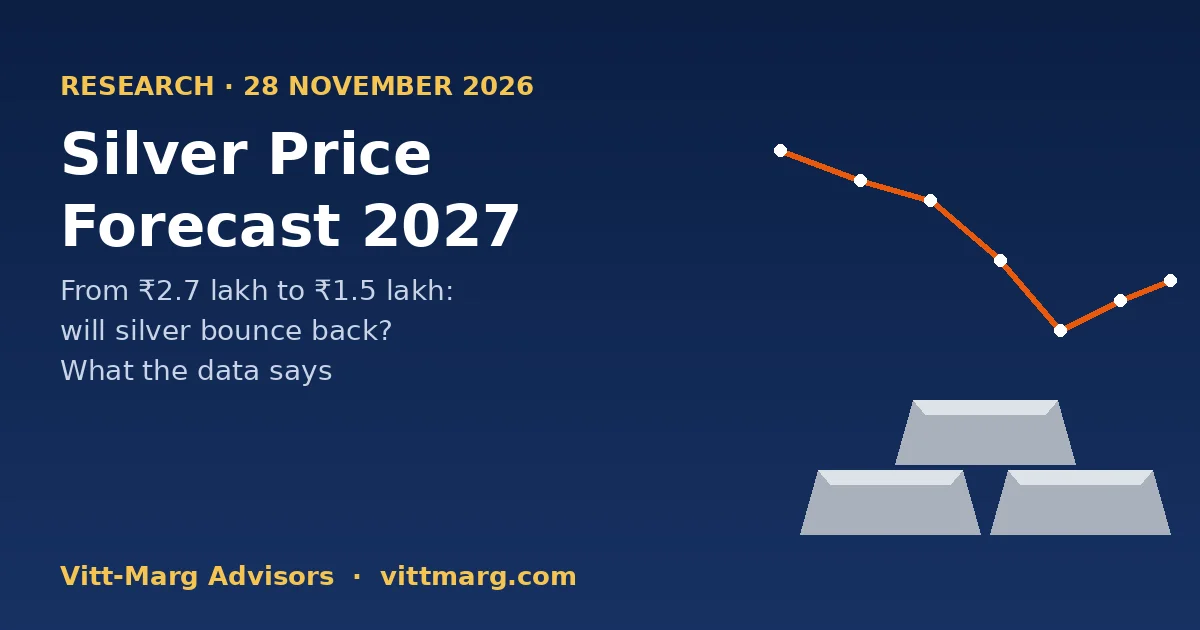 RESEARCH · 28 NOVEMBER 2026
Silver Price
Forecast 2027
From ₹2.7 lakh to ₹1.5 lakh:
will silver bounce back?
What the data says
Vitt-Marg Advisors · vittmarg.com